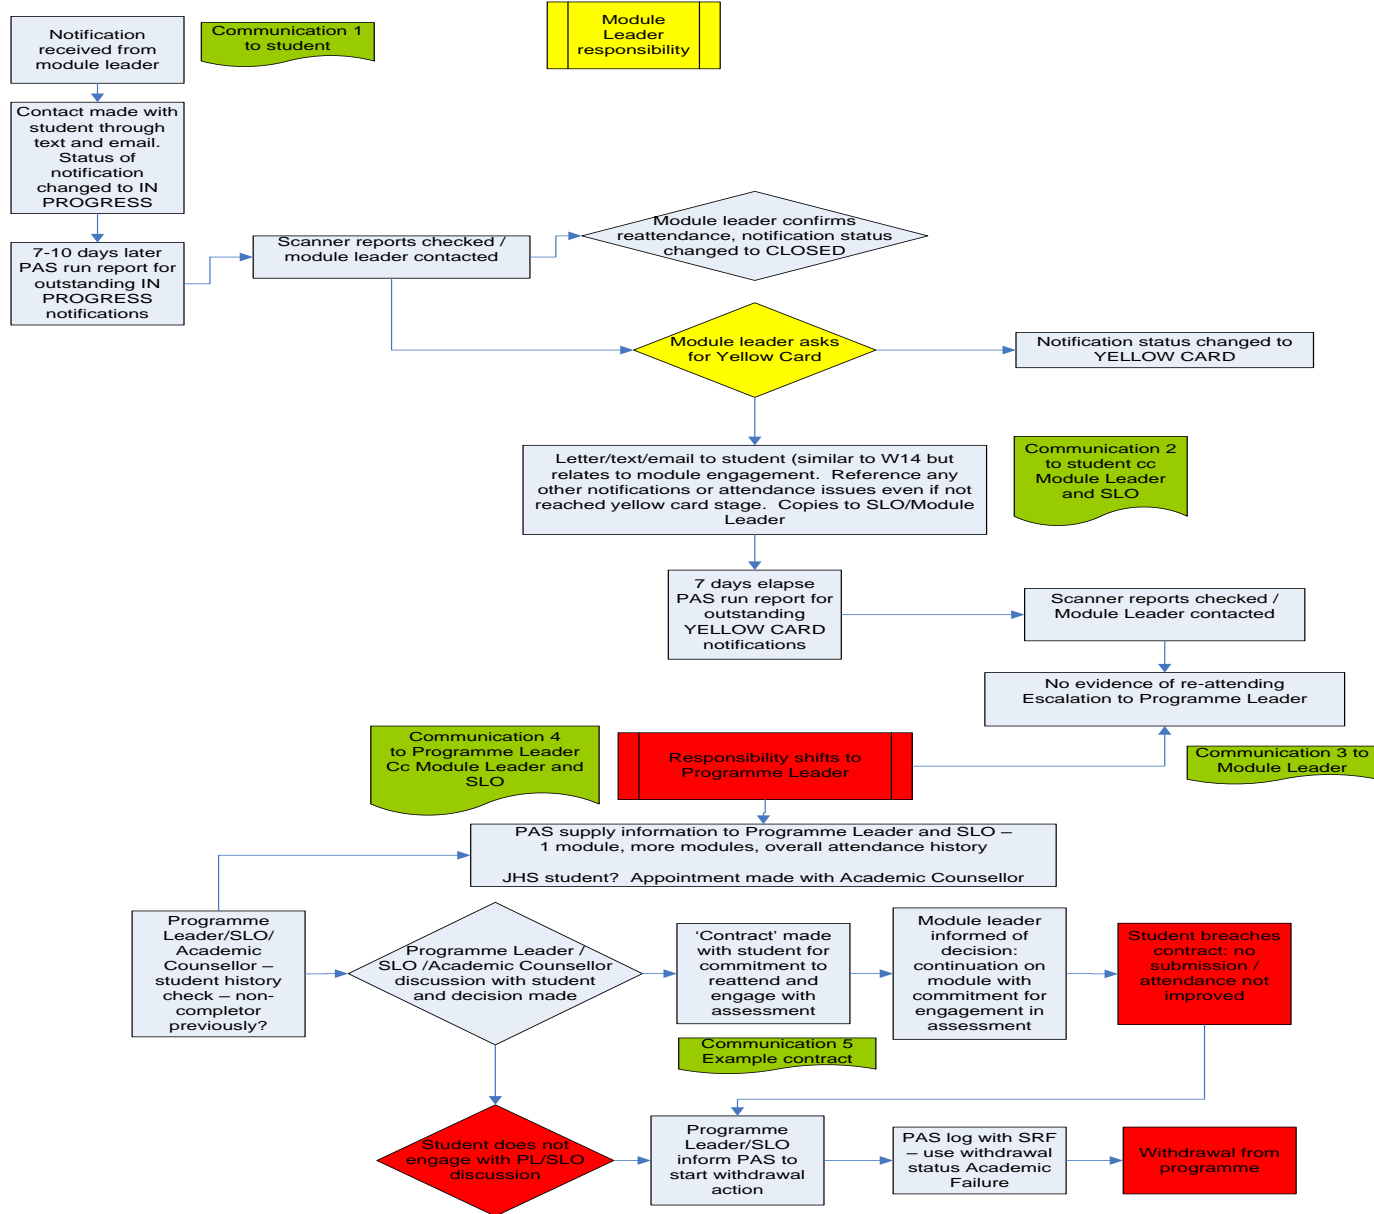 Notification
received from
module leader
Communication 1
to student
Module
Leader
responsibility
Contact made with
student through
text and email.
Status of
notification
changed to IN
PROGRESS
7-10 days later
PAS run report for
outstanding IN
PROGRESS
notifications
Scanner reports checked /
module leader contacted
Module leader confirms
reattendance, notification status
changed to CLOSED
Module leader asks
for Yellow Card
Notification status changed to
YELLOW CARD
Letter/text/email to student (similar to W14 but
relates to module engagement.  Reference any
other notifications or attendance issues even if not
reached yellow card stage.  Copies to SLO/Module
Leader
Communication 2
to student cc
Module Leader
and SLO
7 days elapse
PAS run report for
outstanding
YELLOW CARD
notifications
Scanner reports checked /
Module Leader contacted
No evidence of re-attending
Escalation to Programme Leader
Communication 3 to
Module Leader
Communication 4
to Programme Leader
Cc Module Leader and
SLO
Responsibility shifts to
Programme Leader
PAS supply information to Programme Leader and SLO –
1 module, more modules, overall attendance history
JHS student?  Appointment made with Academic Counsellor
Programme
Leader/SLO/
Academic
Counsellor –
student history
check – non-
completor
previously?
Programme Leader /
SLO /Academic Counsellor
discussion with student
and decision made
‘Contract’ made
with student for
commitment to
reattend and
engage with
assessment
Module leader
informed of
decision:
continuation on
module with
commitment for
engagement in
assessment
Student breaches
contract: no
submission /
attendance not
improved
Communication 5
Example contract
Student does not
engage with PL/SLO
discussion
Programme
Leader/SLO
inform PAS to
start withdrawal
action
PAS log with SRF
– use withdrawal
status Academic
Failure
Withdrawal from
programme